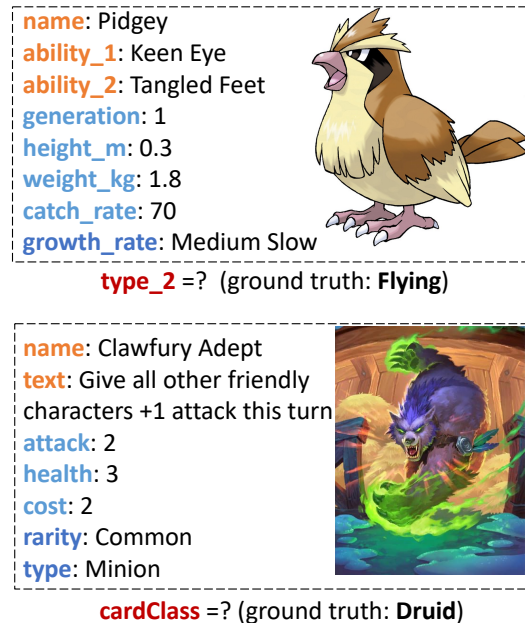 name: Pidgey
ability_1: Keen Eye
ability_2: Tangled Feet
generation: 1
height_m: 0.3
weight_kg: 1.8
catch_rate: 70
growth_rate: Medium Slow
type_2 =? (ground truth: Flying)
name: Clawfury Adept
text: Give all other friendly
characters +1 attack this turn
attack: 2
health: 3
cost: 2
rarity: Common
type: Minion
cardClass =? (ground truth: Druid)